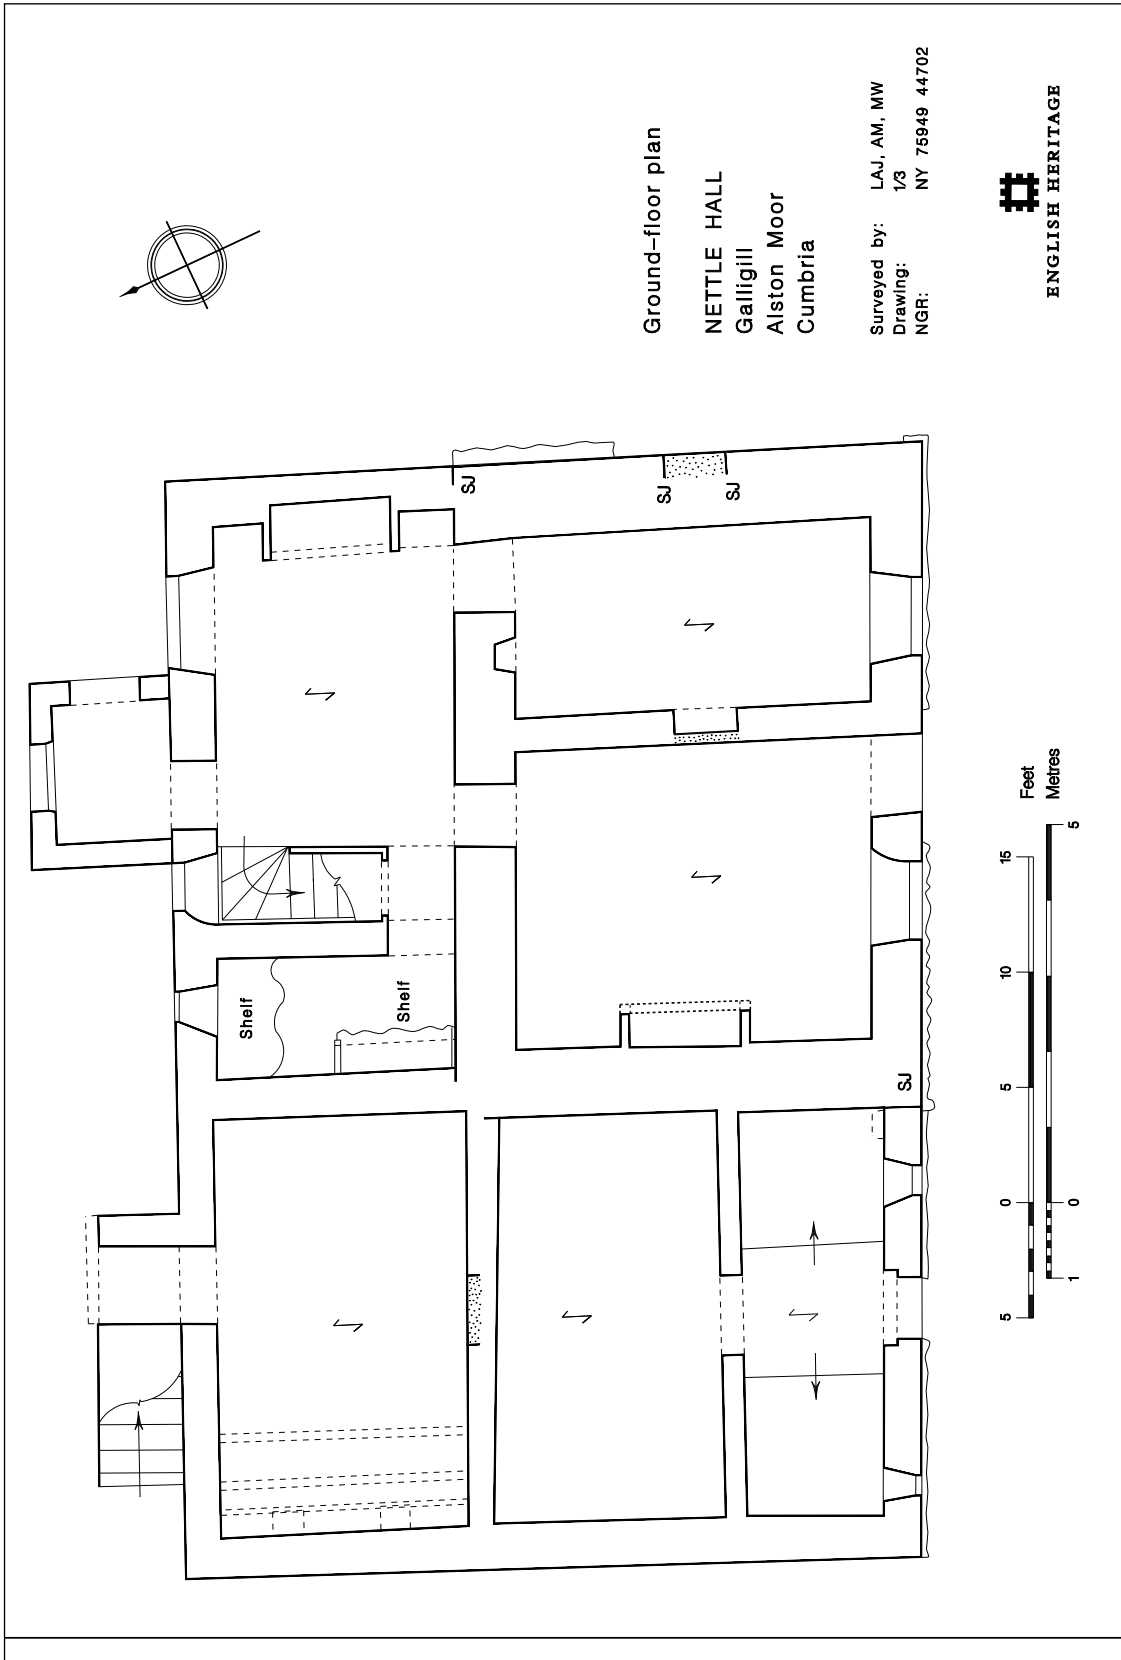 Ground-floor plan
NETTLE HALL
Galligill
Alston Moor
Cumbria
Surveyed by: LAJ, AM, MW
Drawing: 1/3
NGR: NY 75949 44702
ENGLISH HERITAGE
Shelf
Shelf
SJ
SJ
SJ
SJ
5 0 5 10 15 Feet
1 0 5 Metres